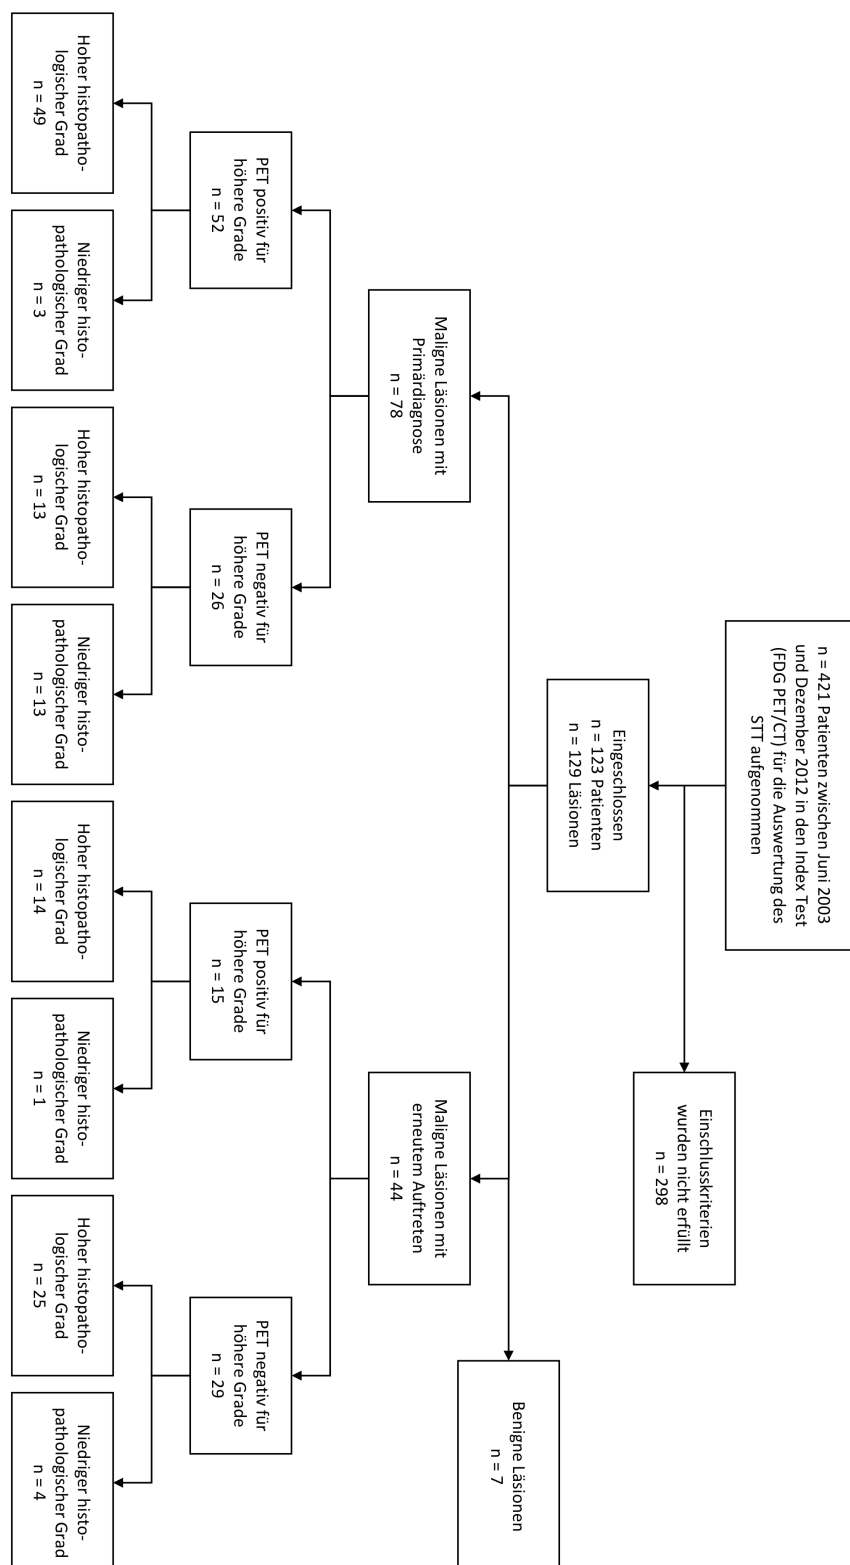 n = 421 Patienten zwischen Juni 2003
und Dezember 2012 in den Index Test
(FDG PET/CT) für die Auswertung des
STT aufgenommen
Einschlusskriterien
wurden nicht erfüllt
n = 298
Eingeschlossen
n = 123 Patienten
n = 129 Läsionen
Benigne Läsionen
n = 7
Maligne Läsionen mit
Primärdiagnose
n = 78
Maligne Läsionen mit
erneutem Auftreten
n = 44
PET positiv für
höhere Grade
n = 52
PET negativ für
höhere Grade
n = 26
PET positiv für
höhere Grade
n = 15
PET negativ für
höhere Grade
n = 29
Hoher histopatho-
logischer Grad
n = 49
Niedriger histo-
pathologischer Grad
n = 3
Hoher histopatho-
logischer Grad
n = 13
Niedriger histo-
pathologischer Grad
n = 13
Hoher histopatho-
logischer Grad
n = 14
Niedriger histo-
pathologischer Grad
n = 1
Hoher histopatho-
logischer Grad
n = 25
Niedriger histo-
pathologischer Grad
n = 4